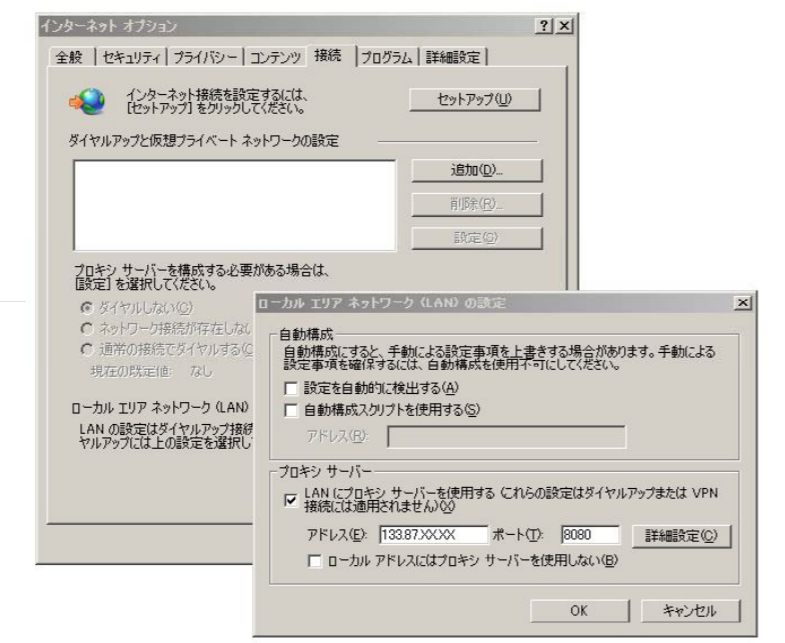 インターネット オプション
全般
セキュリティ
プライバシー
コンテンツ
接続
プログラム
詳細設定
インターネット接続を設定するには、
[セットアップ] をクリックしてください。
セットアップ(U)
ダイヤルアップと仮想プライベート ネットワークの設定
追加(D)...
削除(R)...
設定(S)
プロキシ サーバーを構成する必要がある場合は、
[設定] を選択してください。
ダイヤルしない(C)
ネットワーク接続が存在しな
通常の接続でダイヤルする(O
現在の既定値: なし
ローカル エリア ネットワーク (LAN)
LAN の設定はダイヤルアップ接続
ヤルアップには上の設定を選択し
ローカル エリア ネットワーク (LAN) の設定
自動構成
自動構成にすると、手動による設定事項を上書きする場合があります。手動による
設定事項を確保するには、自動構成を使用不可にしてください。
設定を自動的に検出する(A)
自動構成スクリプトを使用する(S)
アドレス(R):
プロキシ サーバー
LAN にプロキシ サーバーを使用する (これらの設定はダイヤルアップまたは VPN
接続には適用されません)(X)
アドレス(E): 133.87.XX.XX ポート(T): 8080 詳細設定(C)
ローカル アドレスにはプロキシ サーバーを使用しない(B)
OK キャンセル